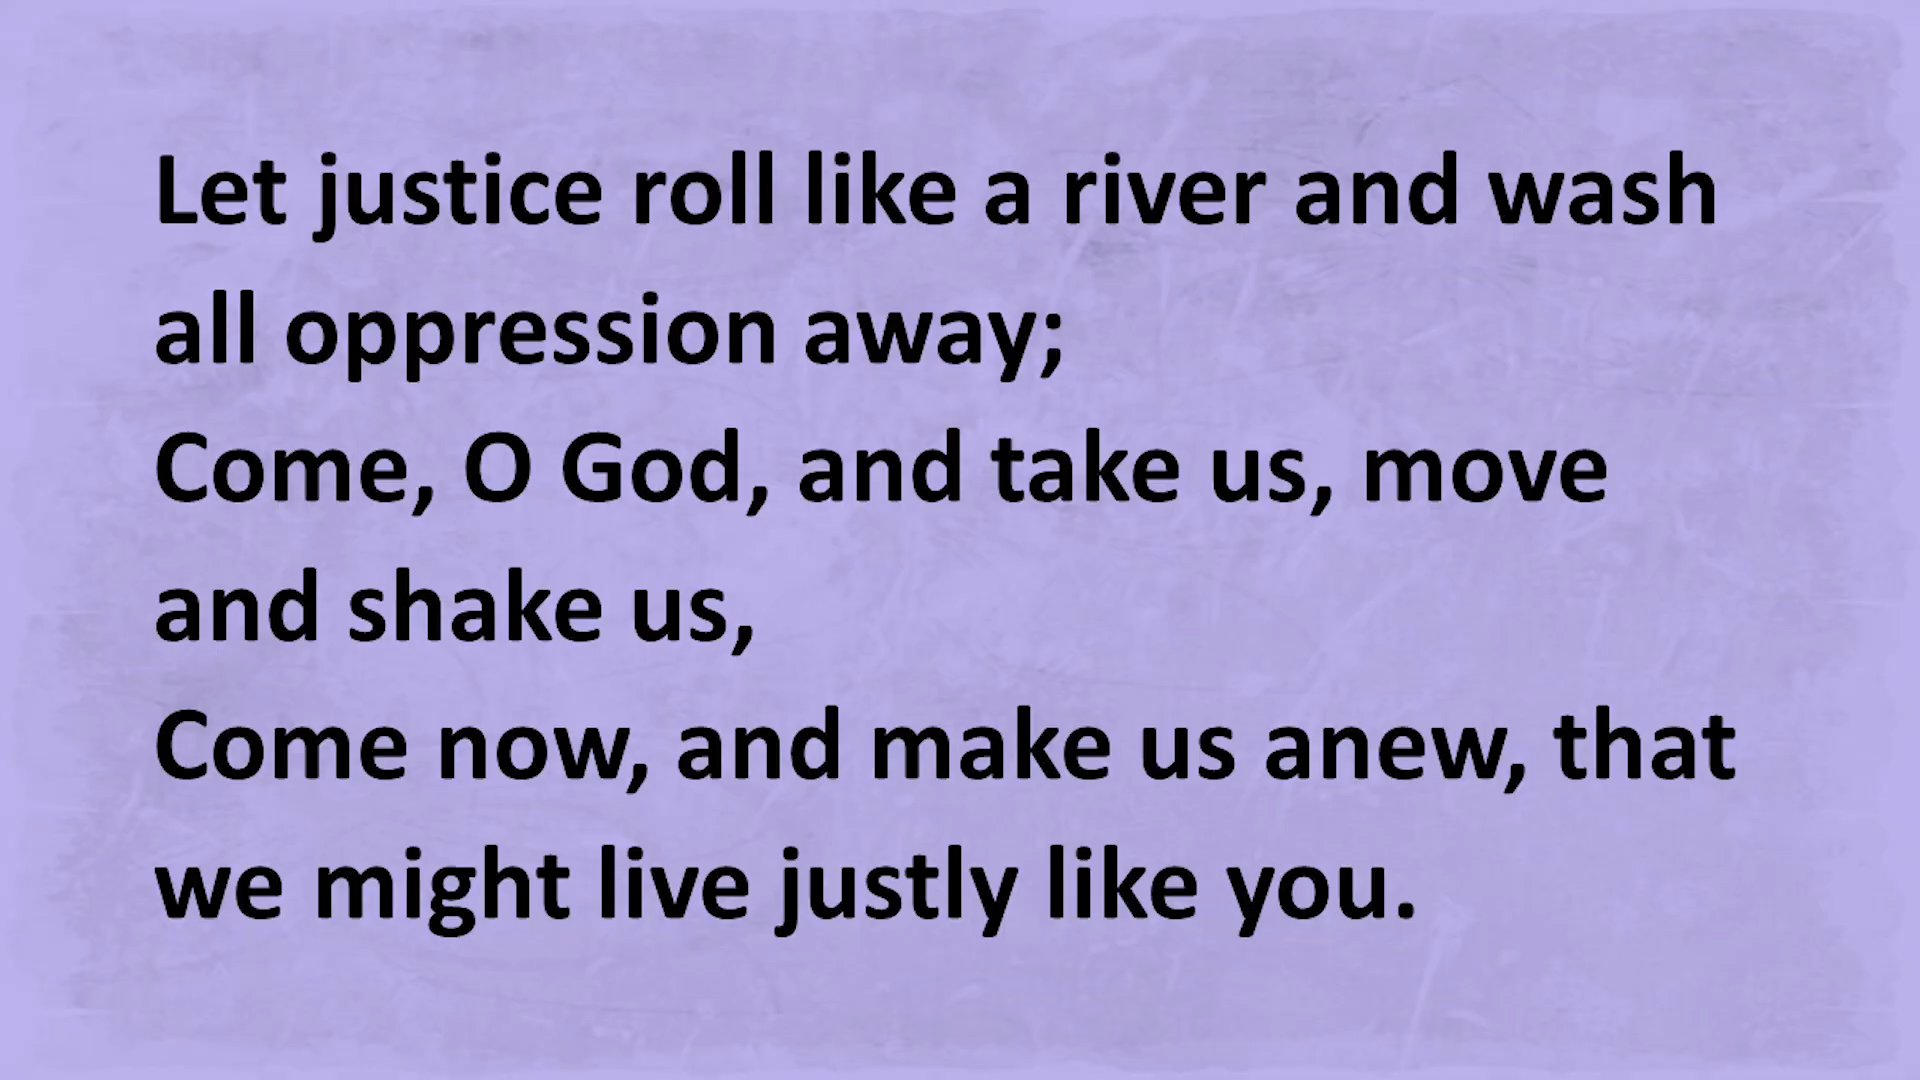 Let justice roll like a river and wash
all oppression away;
Come, O God, and take us, move
and shake us,
Come now, and make us anew, that
we might live justly like you.